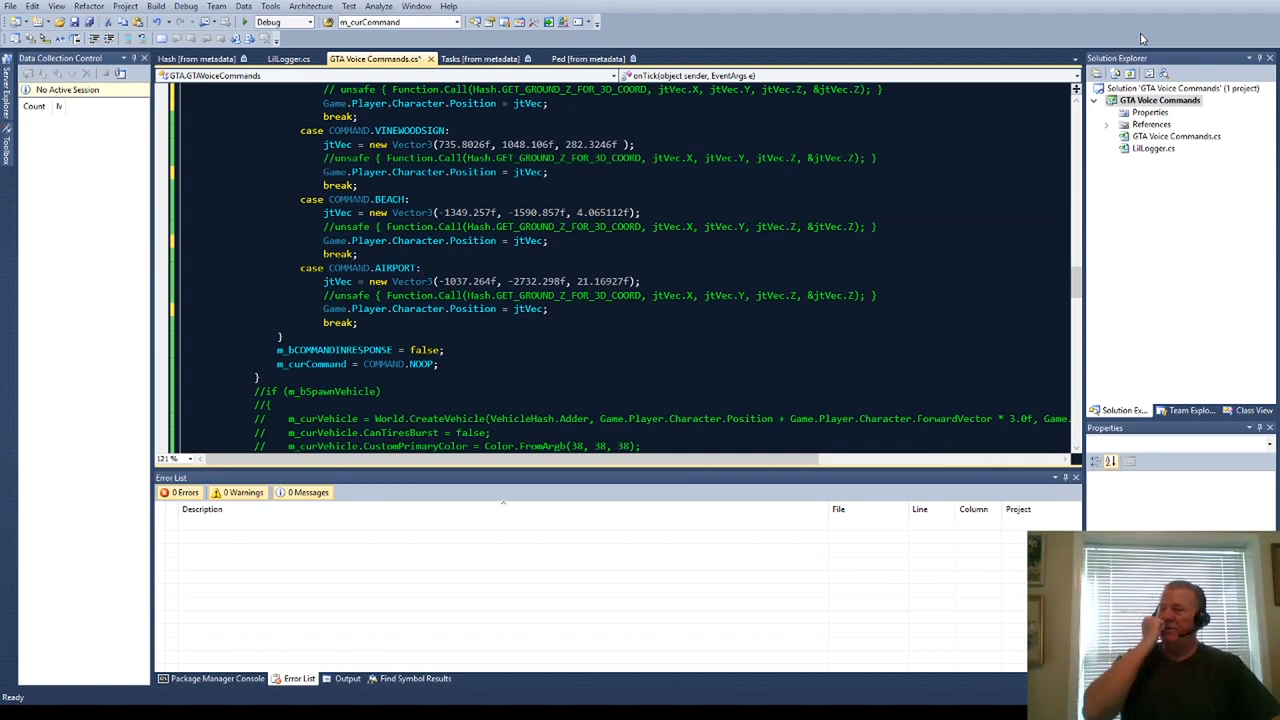 File Edit View Refactor Project Build Debug Team Data Tools Architecture Test Analyze Window Help
Debug m_curCommand
Data Collection Control
Hash [from metadata] LilLogger.cs GTA Voice Commands.cs* Tasks [from metadata] Ped [from metadata]
Solution Explorer
Server Explorer
Toolbox
No Active Session
Count
GTA.GTAVoiceCommands onTick(object sender, EventArgs e)
Solution 'GTA Voice Commands' (1 project)
GTA Voice Commands
Properties
References
GTA Voice Commands.cs
LilLogger.cs
// unsafe { Function.Call(Hash.GET_GROUND_Z_FOR_3D_COORD, jtVec.X, jtVec.Y, jtVec.Z, &jtVec.Z); }
Game.Player.Character.Position = jtVec;
break;
case COMMAND.VINEWOODSIGN:
jtVec = new Vector3(735.8026f, 1048.106f, 282.3246f );
//unsafe { Function.Call(Hash.GET_GROUND_Z_FOR_3D_COORD, jtVec.X, jtVec.Y, jtVec.Z, &jtVec.Z); }
Game.Player.Character.Position = jtVec;
break;
case COMMAND.BEACH:
jtVec = new Vector3(-1349.257f, -1590.857f, 4.065112f);
//unsafe { Function.Call(Hash.GET_GROUND_Z_FOR_3D_COORD, jtVec.X, jtVec.Y, jtVec.Z, &jtVec.Z); }
Game.Player.Character.Position = jtVec;
break;
case COMMAND.AIRPORT:
jtVec = new Vector3(-1037.264f, -2732.298f, 21.16927f);
//unsafe { Function.Call(Hash.GET_GROUND_Z_FOR_3D_COORD, jtVec.X, jtVec.Y, jtVec.Z, &jtVec.Z); }
Game.Player.Character.Position = jtVec;
break;
}
m_bCOMMANDINRESPONSE = false;
m_curCommand = COMMAND.NOOP;
}
//if (m_bSpawnVehicle)
//{
// m_curVehicle = World.CreateVehicle(VehicleHash.Adder, Game.Player.Character.Position + Game.Player.Character.ForwardVector * 3.0f, Game.
// m_curVehicle.CanTiresBurst = false;
// m_curVehicle.CustomPrimaryColor = Color.FromArgb(38, 38, 38);
121 %
Solution Ex... Team Explo... Class View
Properties
Error List
0 Errors 0 Warnings 0 Messages
Description File Line Column Project
Package Manager Console Error List Output Find Symbol Results
Ready